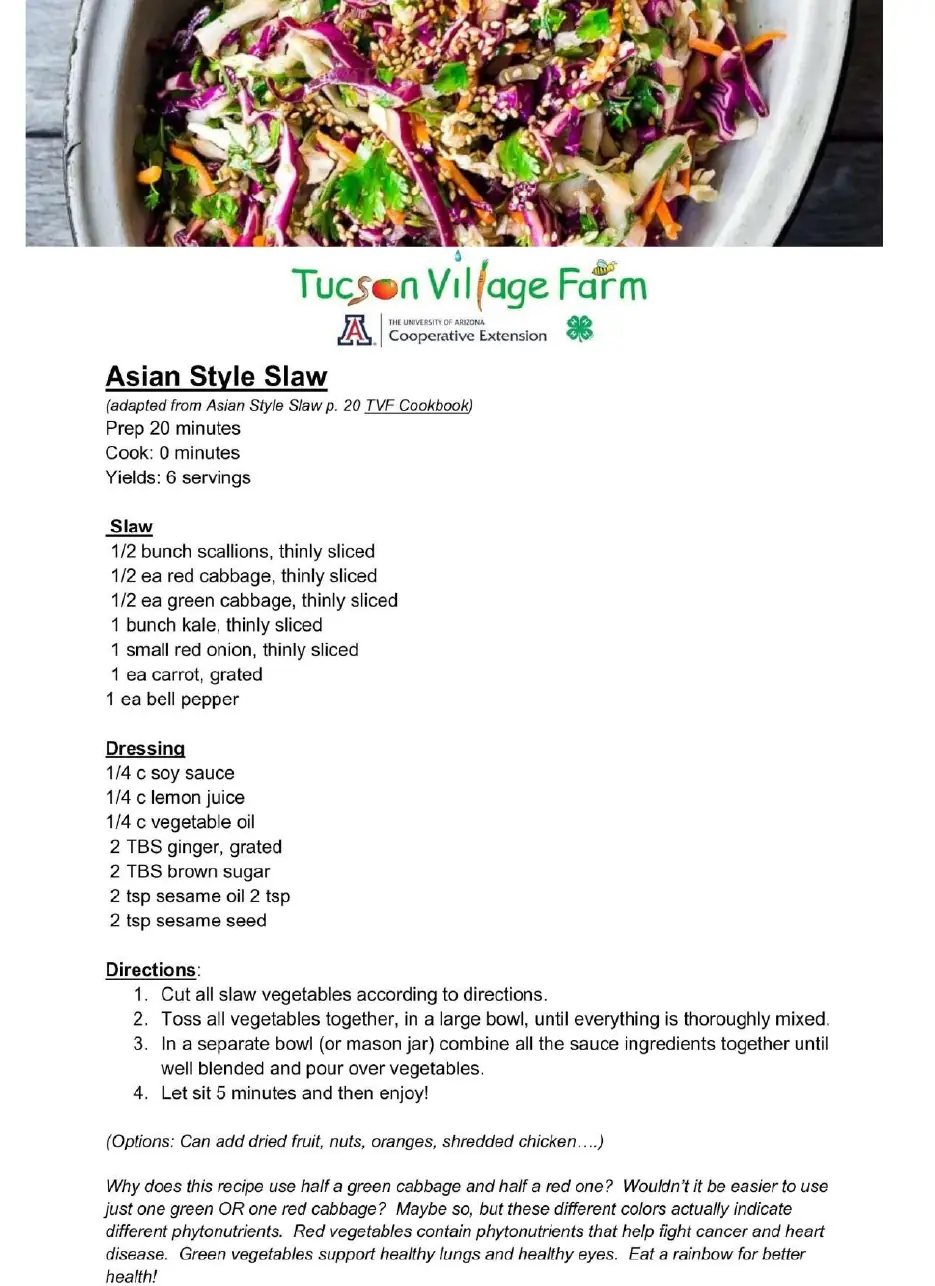 Tucson Village Farm
A
THE UNIVERSITY OF ARIZONA
Cooperative Extension
Asian Style Slaw
(adapted from Asian Style Slaw p. 20 TVF Cookbook)
Prep 20 minutes
Cook: 0 minutes
Yields: 6 servings
Slaw
1/2 bunch scallions, thinly sliced
1/2 ea red cabbage, thinly sliced
1/2 ea green cabbage, thinly sliced
1 bunch kale, thinly sliced
1 small red onion, thinly sliced
1 ea carrot, grated
1 ea bell pepper
Dressing
1/4 c soy sauce
1/4 c lemon juice
1/4 c vegetable oil
2 TBS ginger, grated
2 TBS brown sugar
2 tsp sesame oil 2 tsp
2 tsp sesame seed
Directions:
1. Cut all slaw vegetables according to directions.
2. Toss all vegetables together, in a large bowl, until everything is thoroughly mixed.
3. In a separate bowl (or mason jar) combine all the sauce ingredients together until
well blended and pour over vegetables.
4. Let sit 5 minutes and then enjoy!
(Options: Can add dried fruit, nuts, oranges, shredded chicken….)
Why does this recipe use half a green cabbage and half a red one? Wouldn't it be easier to use
just one green OR one red cabbage? Maybe so, but these different colors actually indicate
different phytonutrients. Red vegetables contain phytonutrients that help fight cancer and heart
disease. Green vegetables support healthy lungs and healthy eyes. Eat a rainbow for better
health!